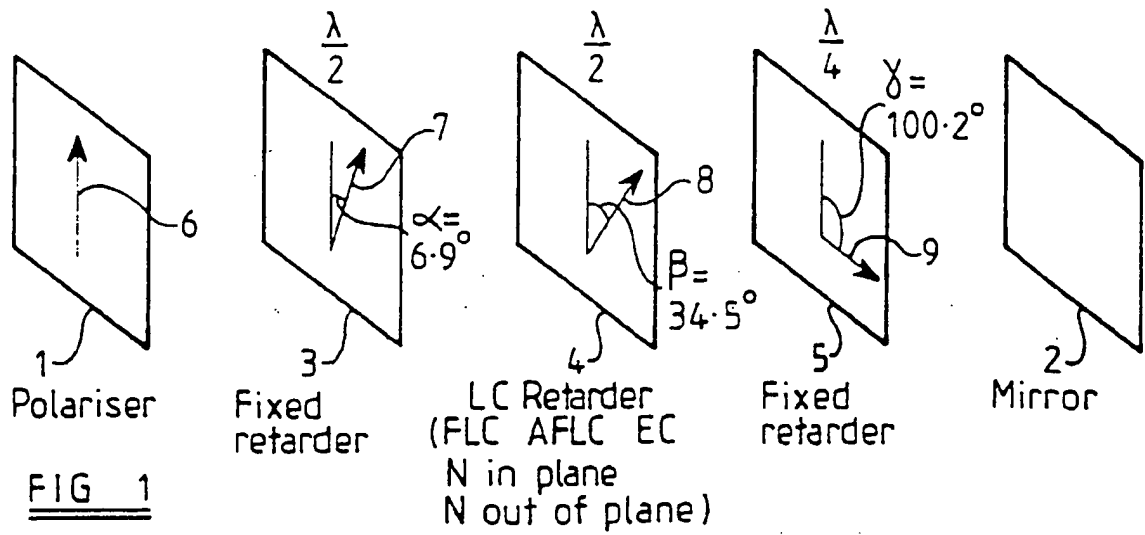 λ/2
λ/2
λ/4
6
7
α=
6.9°
8
β=
34.5°
γ=
100.2°
9
1
3
4
5
2
Polariser
Fixed
retarder
LC Retarder
(FLC AFLC EC
N in plane
N out of plane)
Fixed
retarder
Mirror
FIG 1